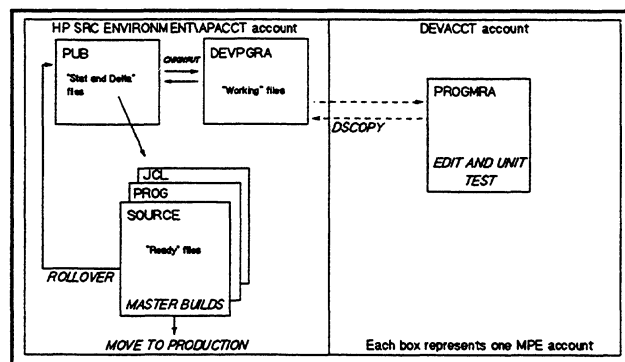 HP SRC ENVIRONMENT\APACCT account
DEVACCT account
PUB
"Stat and Delta"
files
CHKINPUT
DEVPGRA
"Working" files
DSCOPY
PROGMRA
EDIT AND UNIT
TEST
JCL
PROG
SOURCE
"Ready" files
MASTER BUILDS
ROLLOVER
MOVE TO PRODUCTION
Each box represents one MPE account